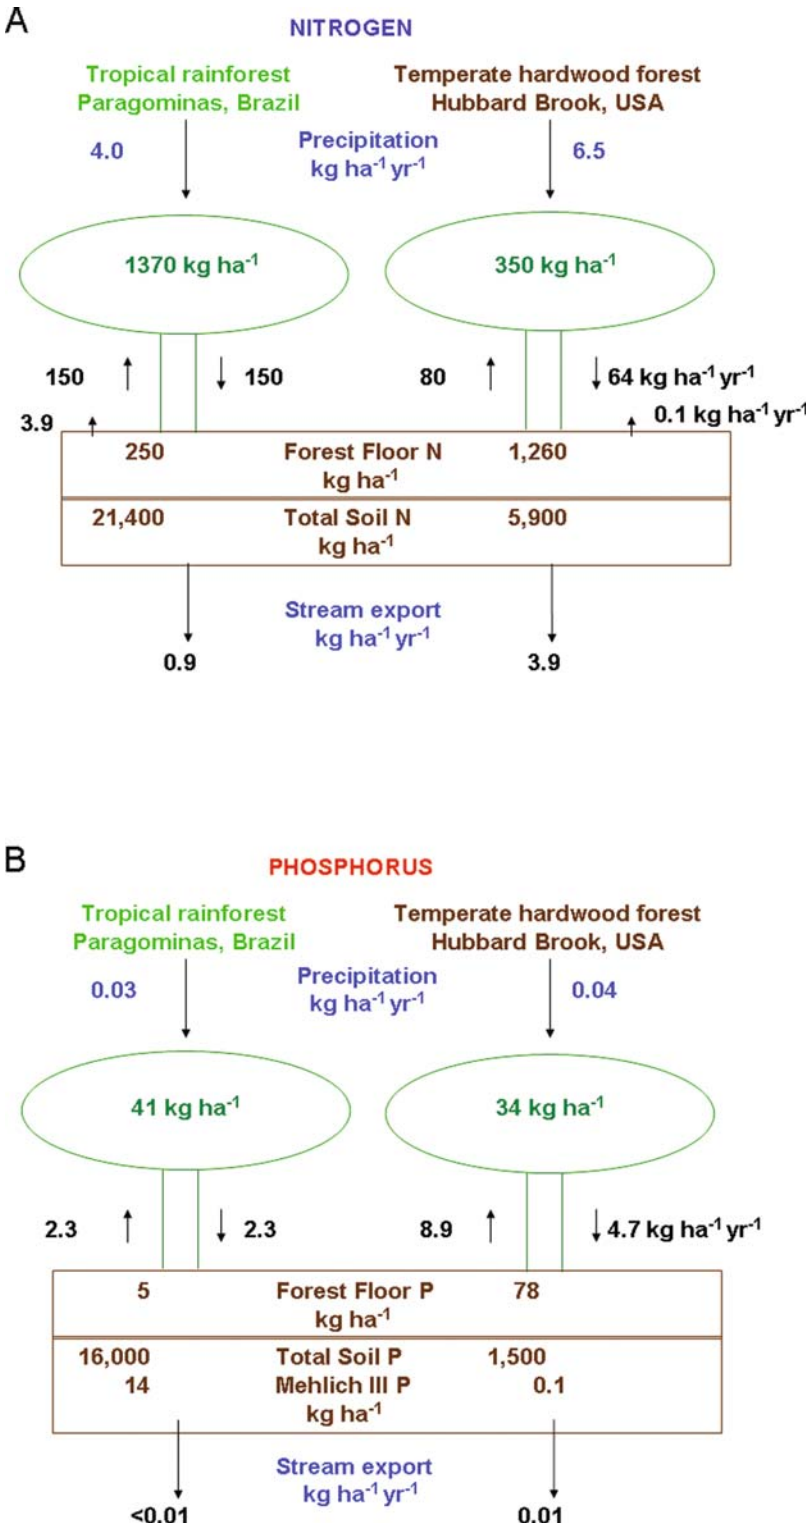 A
NITROGEN
Tropical rainforest
Paragominas, Brazil
Temperate hardwood forest
Hubbard Brook, USA
4.0
Precipitation
kg ha⁻¹ yr⁻¹
6.5
1370 kg ha⁻¹
350 kg ha⁻¹
150
150
80
64 kg ha⁻¹ yr⁻¹
3.9
0.1 kg ha⁻¹ yr⁻¹
250
Forest Floor N
kg ha⁻¹
1,260
21,400
Total Soil N
kg ha⁻¹
5,900
Stream export
kg ha⁻¹ yr⁻¹
0.9
3.9
B
PHOSPHORUS
Tropical rainforest
Paragominas, Brazil
Temperate hardwood forest
Hubbard Brook, USA
0.03
Precipitation
kg ha⁻¹ yr⁻¹
0.04
41 kg ha⁻¹
34 kg ha⁻¹
2.3
2.3
8.9
4.7 kg ha⁻¹ yr⁻¹
5
Forest Floor P
kg ha⁻¹
78
16,000
Total Soil P
1,500
14
Mehlich III P
0.1
kg ha⁻¹
Stream export
kg ha⁻¹ yr⁻¹
<0.01
0.01